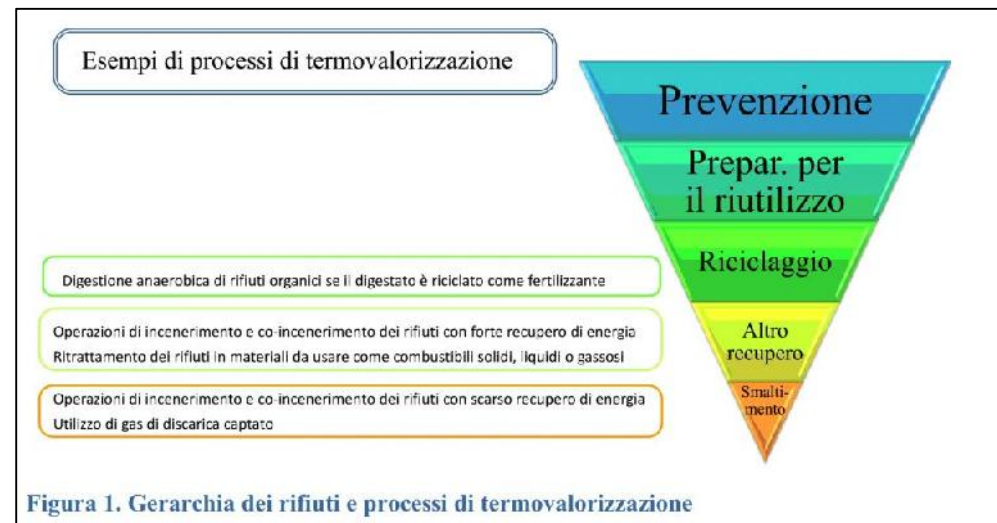 Esempi di processi di termovalorizzazione
Prevenzione
Prepar. per
il riutilizzo
Riciclaggio
Digestione anaerobica di rifiuti organici se il digestato è riciclato come fertilizzante
Operazioni di incenerimento e co-incenerimento dei rifiuti con forte recupero di energia
Ritrattamento dei rifiuti in materiali da usare come combustibili solidi, liquidi o gassosi
Altro
recupero
Operazioni di incenerimento e co-incenerimento dei rifiuti con scarso recupero di energia
Utilizzo di gas di discarica captato
Smalti-
mento
Figura 1. Gerarchia dei rifiuti e processi di termovalorizzazione